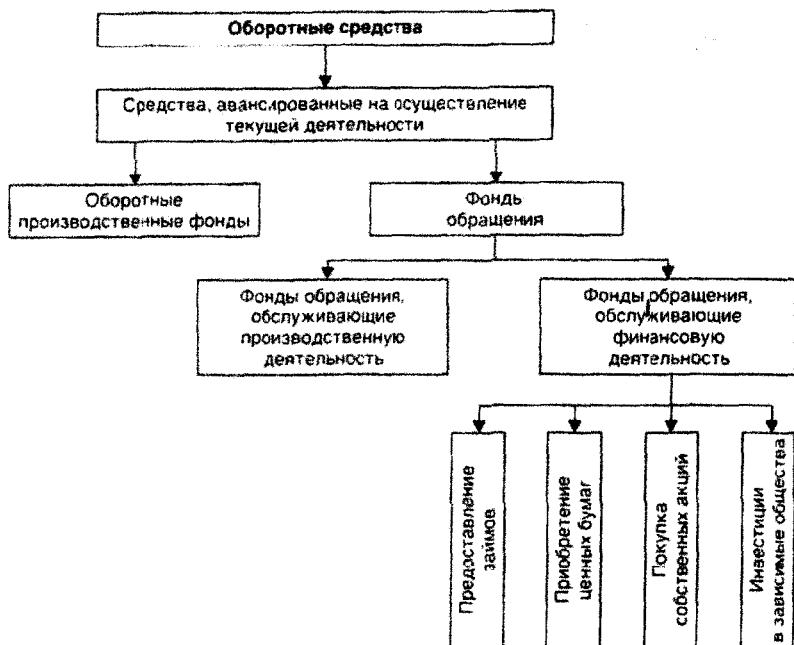 Оборотные средства
Средства, авансированные на осуществление
текущей деятельности
Оборотные
производственные фонды
Фонды
обращения
Фонды обращения,
обслуживающие
производственную
деятельность
Фонды обращения,
обслуживающие
финансовую
деятельность
Предоставление
займов
Приобретение
ценных бумаг
Покупка
собственных акций
Инвестиции
в зависимые общества